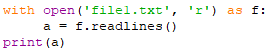 with open('file1.txt', 'r') as f:
    a = f.readlines()
print(a)